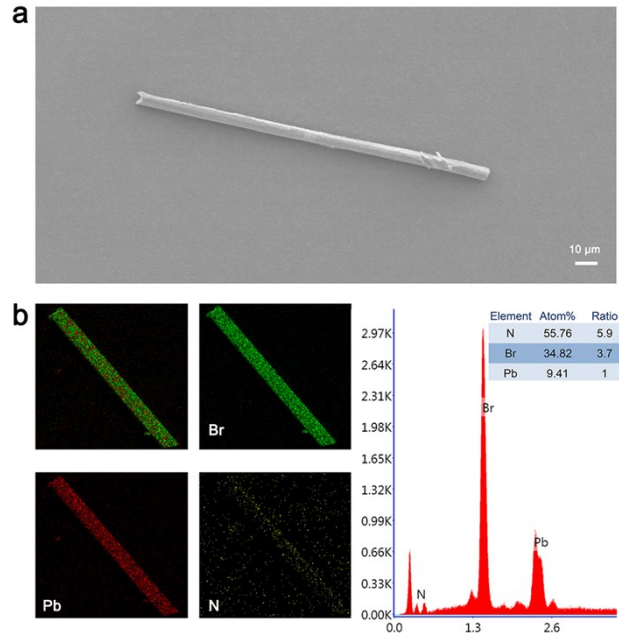 a
10 µm
b
Br
Pb
N
Element Atom% Ratio
N 55.76 5.9
Br 34.82 3.7
Pb 9.41 1
2.97K
2.64K
2.31K
1.98K
1.65K
1.32K
0.99K
0.66K
0.33K
0.00K
Br
Pb
N
0.0 1.3 2.6